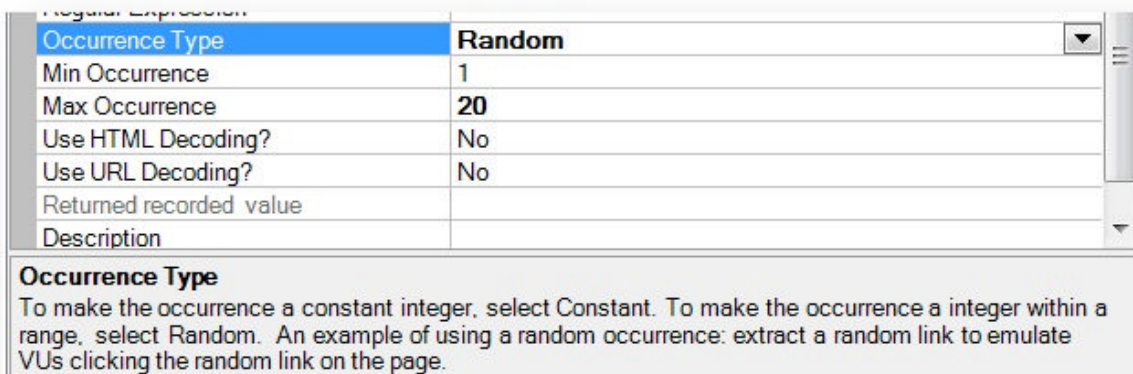 Regular Expression
Occurrence Type Random
Min Occurrence 1
Max Occurrence 20
Use HTML Decoding? No
Use URL Decoding? No
Returned recorded value
Description
Occurrence Type
To make the occurrence a constant integer, select Constant. To make the occurrence a integer within a
range, select Random. An example of using a random occurrence: extract a random link to emulate
VUs clicking the random link on the page.